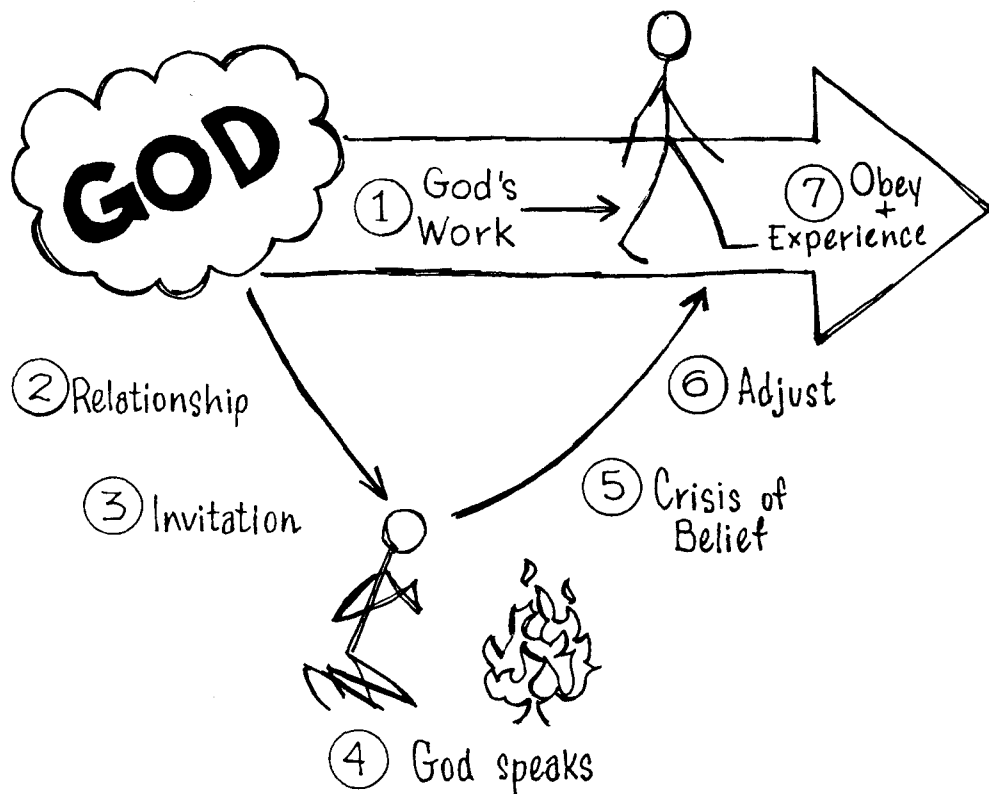 GOD
1 God's
Work
7 Obey
+
Experience
2 Relationship
6 Adjust
3 Invitation
5 Crisis of
Belief
4 God speaks